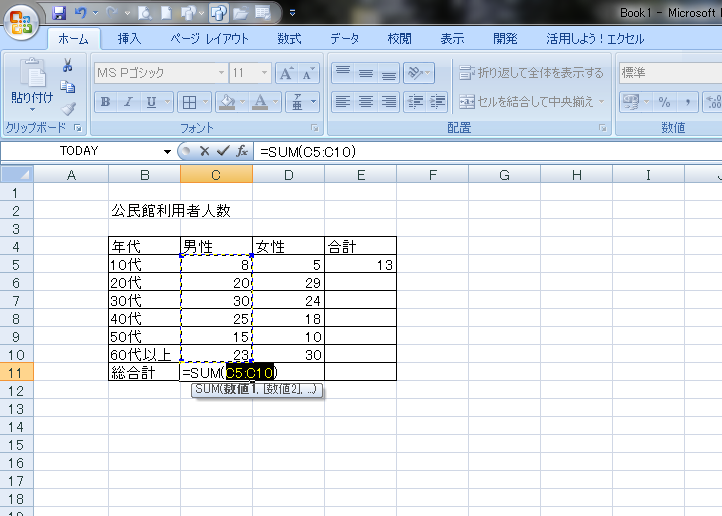 Book1 - Microsoft
ホーム 挿入 ページ レイアウト 数式 データ 校閲 表示 開発 活用しよう！エクセル
貼り付け
MS Pゴシック 11 A A 折り返して全体を表示する 標準
B I U A ア亜 セルを結合して中央揃え % ,
クリップボード フォント 配置 数値
TODAY fx =SUM(C5:C10)
A B C D E F G H I
1
2 公民館利用者人数
3
4 年代 男性 女性 合計
5 10代 8 5 13
6 20代 20 29
7 30代 30 24
8 40代 25 18
9 50代 15 10
10 60代以上 23 30
11 総合計 =SUM(C5:C10)
12 SUM(数値1, [数値2], ...)
13
14
15
16
17
18